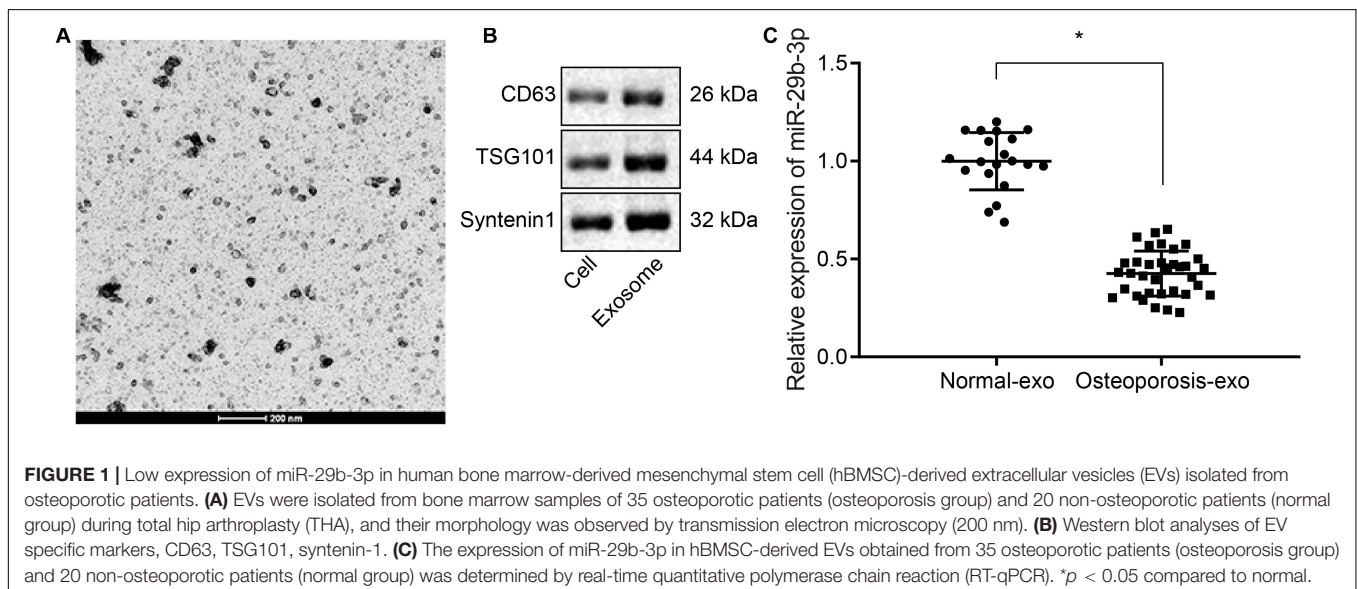 A
200 nm
B
CD63 26 kDa
TSG101 44 kDa
Syntenin1 32 kDa
Cell
Exosome
C
*
Relative expression of miR-29b-3p
1.5
1.0
0.5
0.0
Normal-exo Osteoporosis-exo
FIGURE 1 | Low expression of miR-29b-3p in human bone marrow-derived mesenchymal stem cell (hBMSC)-derived extracellular vesicles (EVs) isolated from
osteoporotic patients. (A) EVs were isolated from bone marrow samples of 35 osteoporotic patients (osteoporosis group) and 20 non-osteoporotic patients (normal
group) during total hip arthroplasty (THA), and their morphology was observed by transmission electron microscopy (200 nm). (B) Western blot analyses of EV
specific markers, CD63, TSG101, syntenin-1. (C) The expression of miR-29b-3p in hBMSC-derived EVs obtained from 35 osteoporotic patients (osteoporosis group)
and 20 non-osteoporotic patients (normal group) was determined by real-time quantitative polymerase chain reaction (RT-qPCR). *p < 0.05 compared to normal.